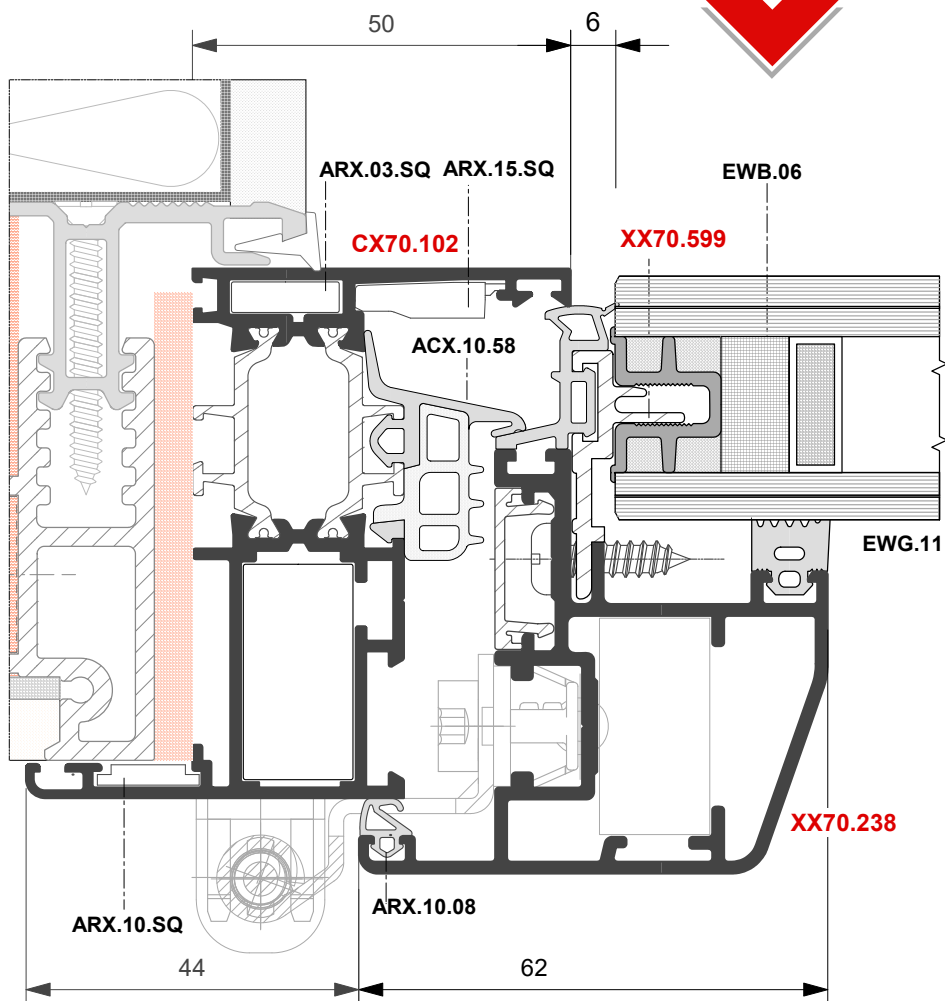 50
6
ARX.03.SQ
ARX.15.SQ
EWB.06
CX70.102
XX70.599
ACX.10.58
EWG.11
XX70.238
ARX.10.SQ
ARX.10.08
44
62